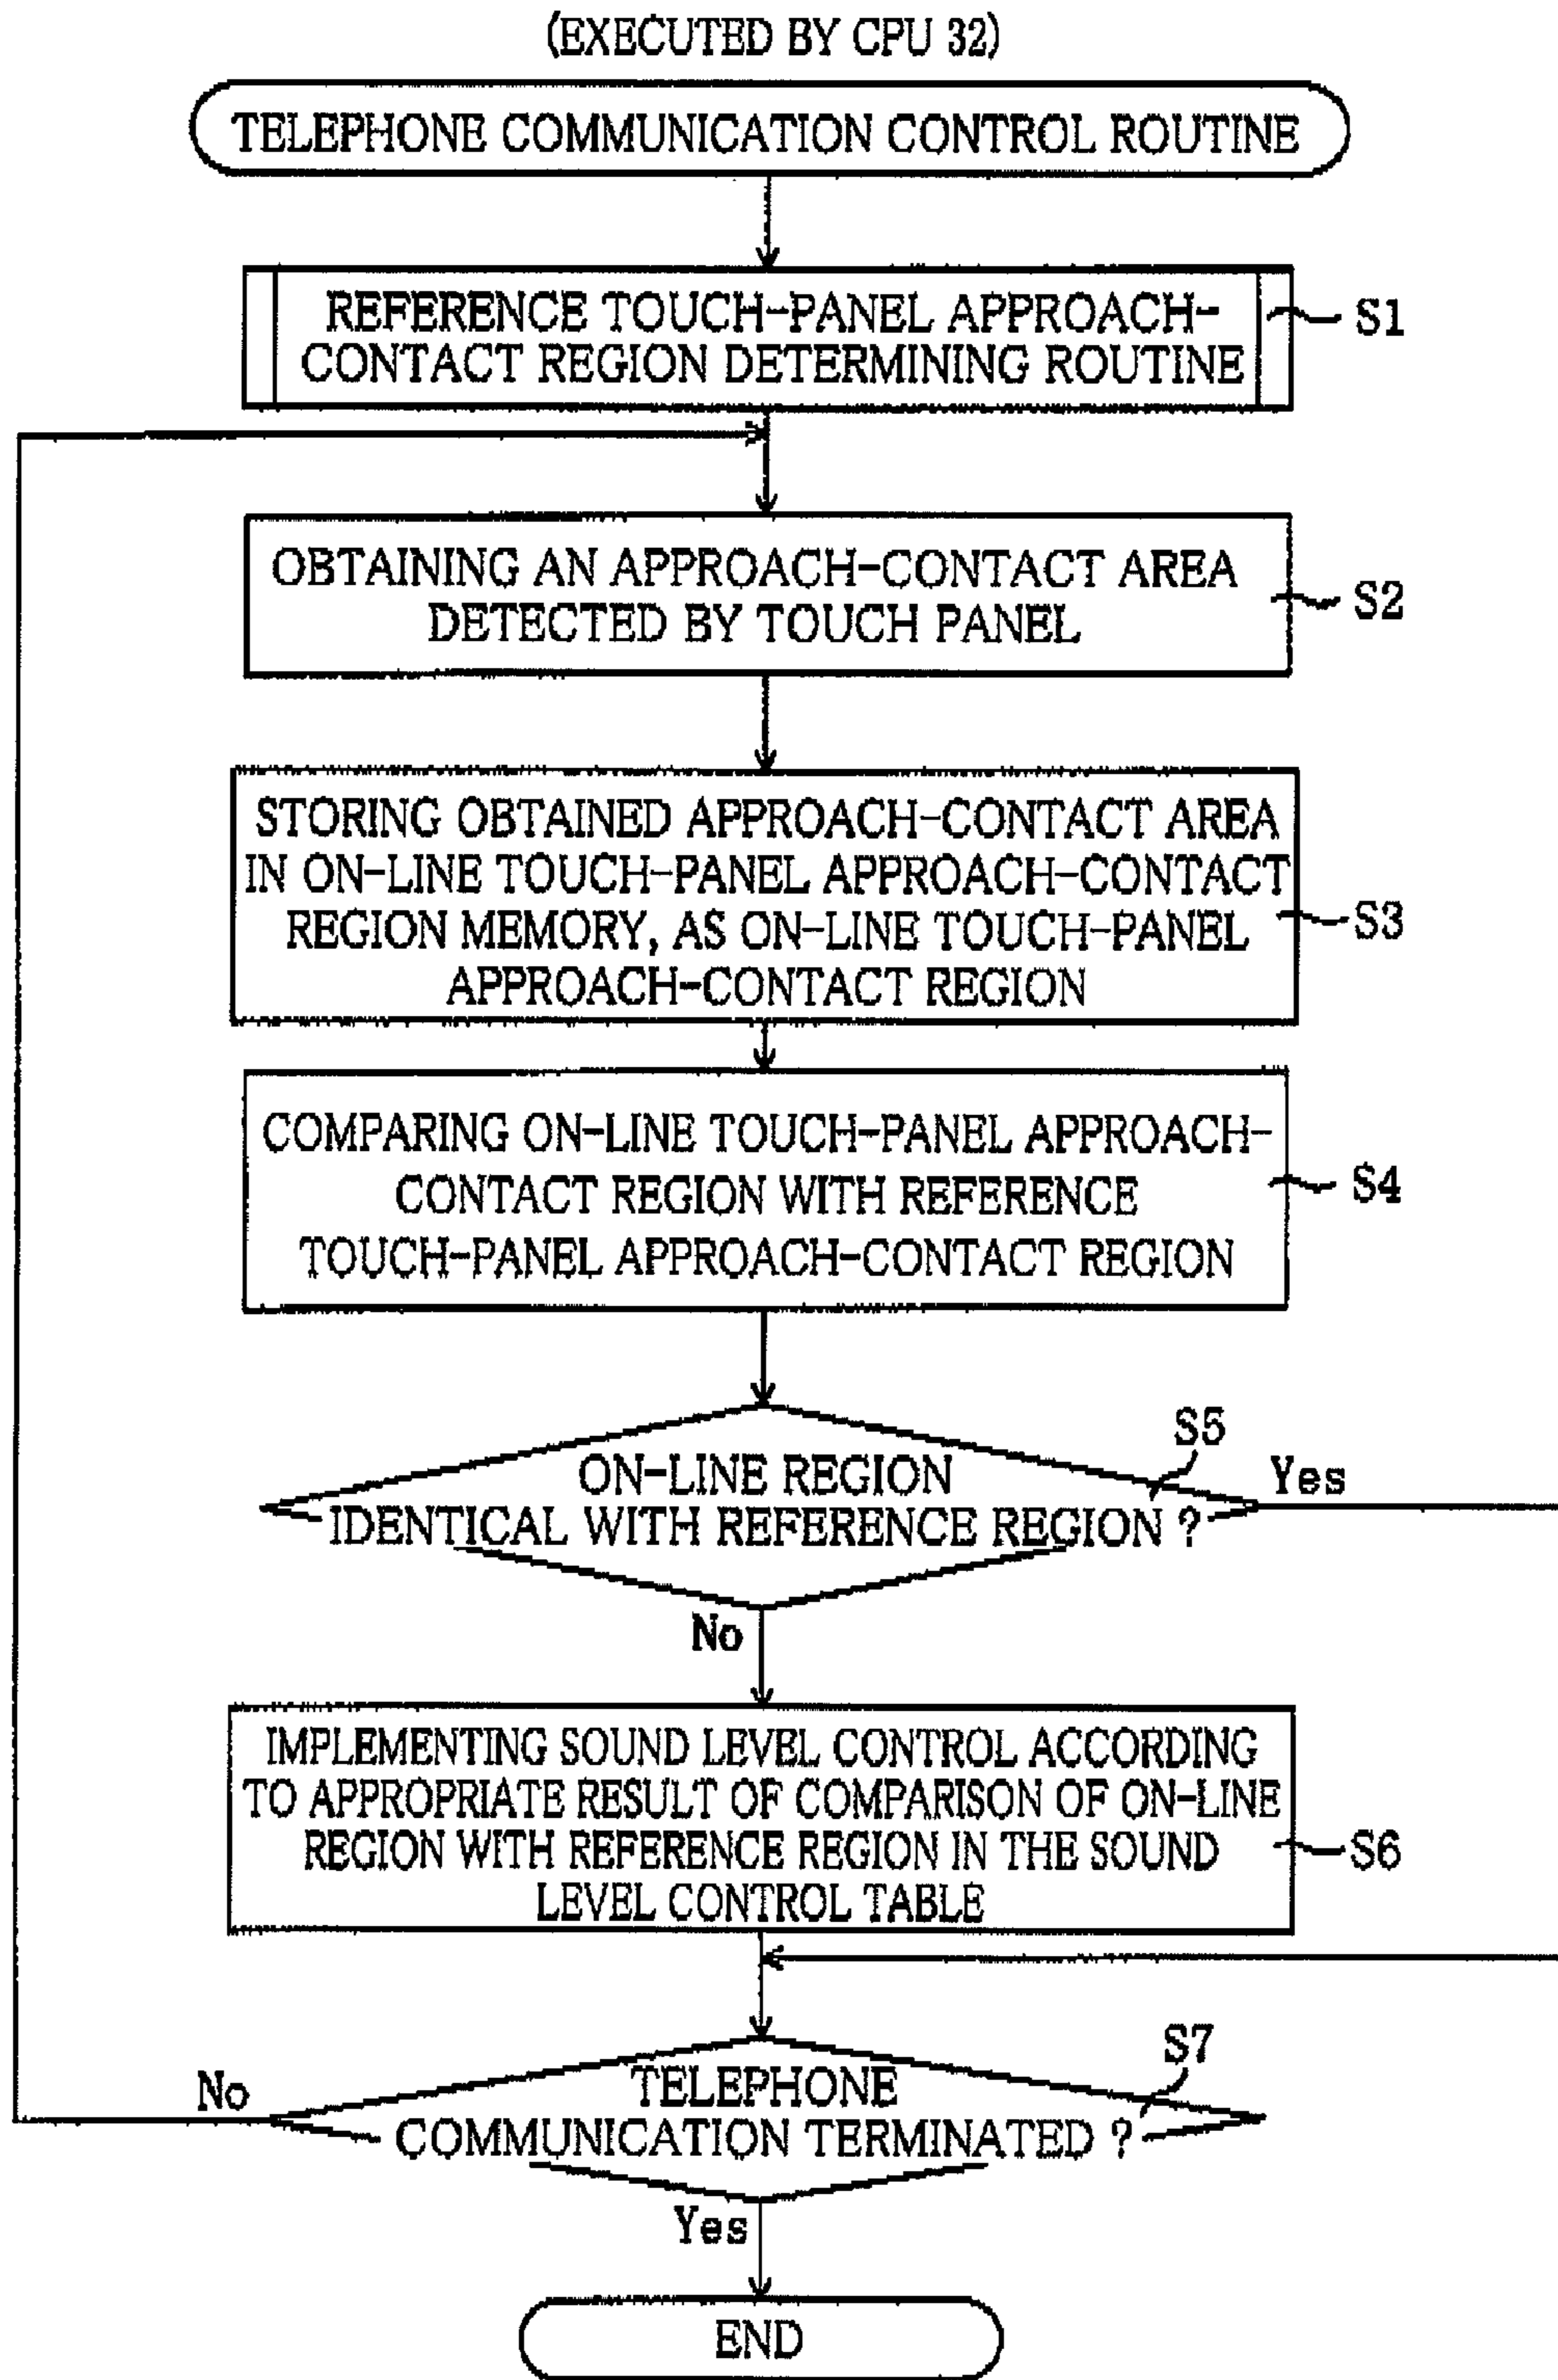 (EXECUTED BY CPU 32)
TELEPHONE COMMUNICATION CONTROL ROUTINE
REFERENCE TOUCH-PANEL APPROACH-
CONTACT REGION DETERMINING ROUTINE
S1
OBTAINING AN APPROACH-CONTACT AREA
DETECTED BY TOUCH PANEL
S2
STORING OBTAINED APPROACH-CONTACT AREA
IN ON-LINE TOUCH-PANEL APPROACH-CONTACT
REGION MEMORY, AS ON-LINE TOUCH-PANEL
APPROACH-CONTACT REGION
S3
COMPARING ON-LINE TOUCH-PANEL APPROACH-
CONTACT REGION WITH REFERENCE
TOUCH-PANEL APPROACH-CONTACT REGION
S4
S5
ON-LINE REGION
IDENTICAL WITH REFERENCE REGION ?
Yes
No
IMPLEMENTING SOUND LEVEL CONTROL ACCORDING
TO APPROPRIATE RESULT OF COMPARISON OF ON-LINE
REGION WITH REFERENCE REGION IN THE SOUND
LEVEL CONTROL TABLE
S6
S7
TELEPHONE
COMMUNICATION TERMINATED ?
No
Yes
END